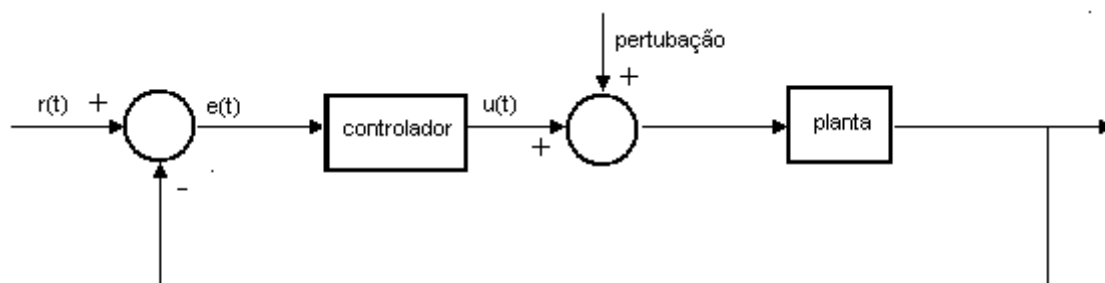 pertubação
+
r(t)
+
e(t)
controlador
u(t)
+
planta
-